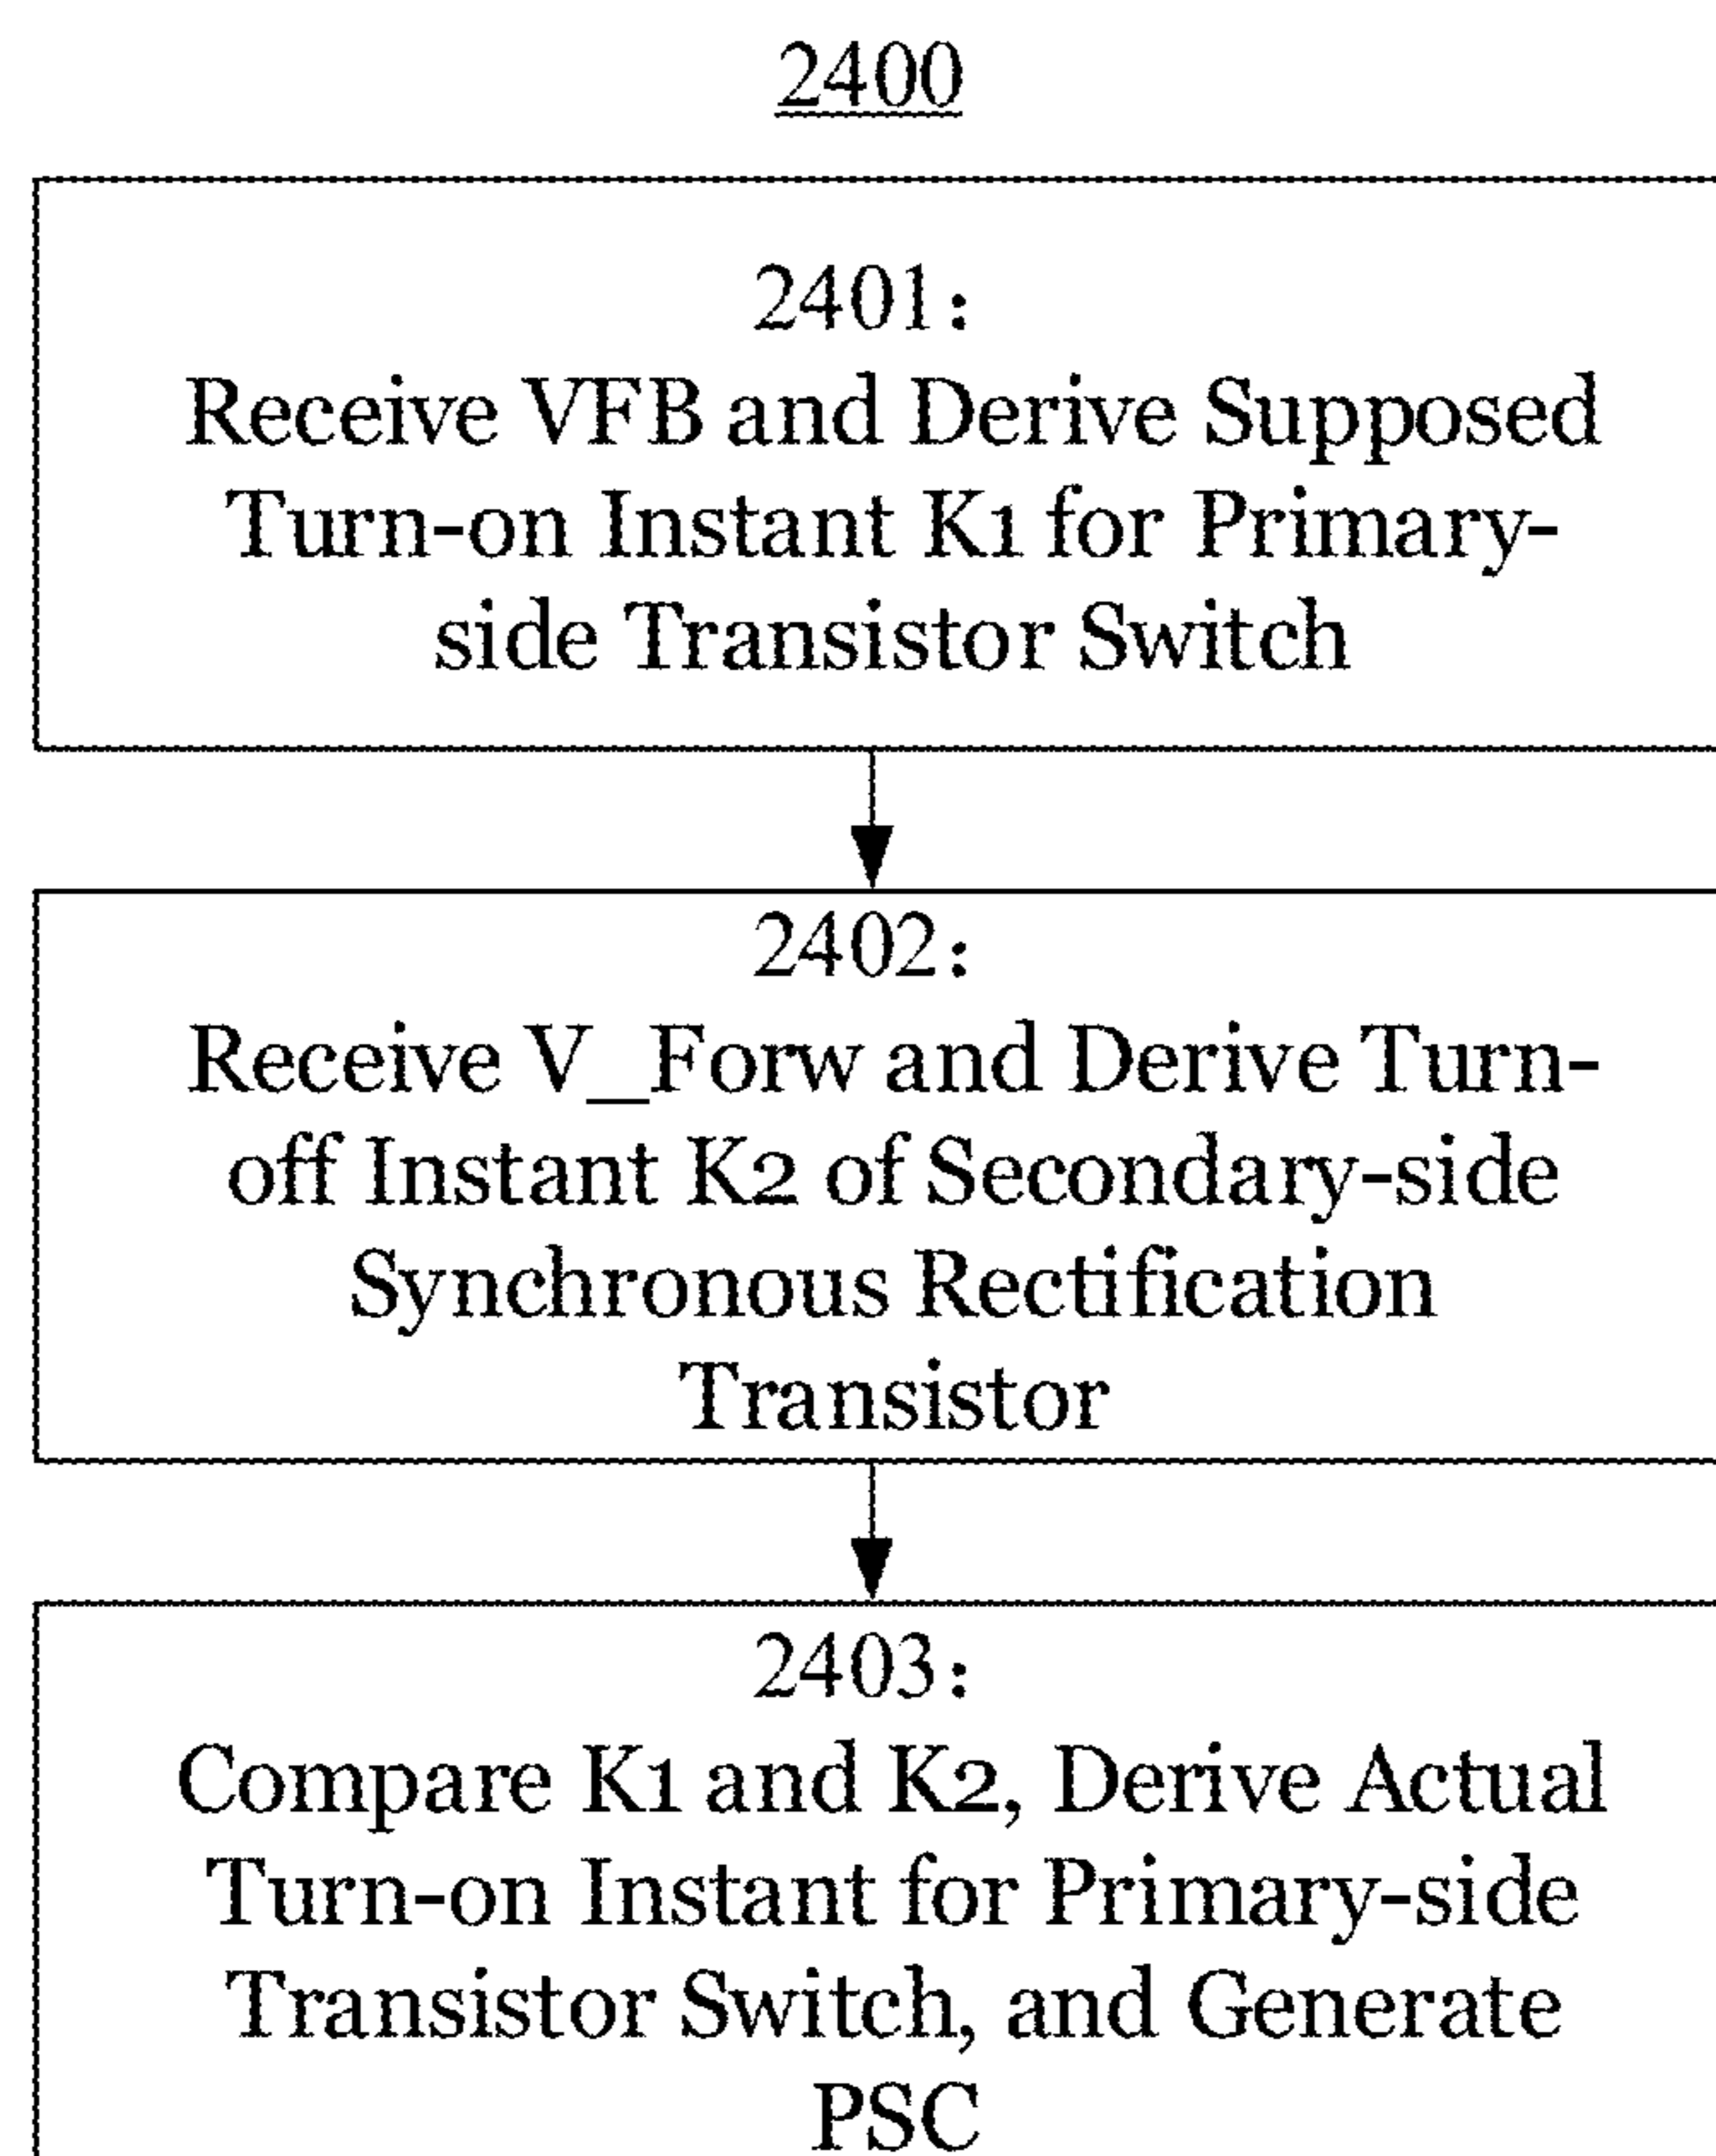 2400
2401:
Receive VFB and Derive Supposed
Turn-on Instant K1 for Primary-
side Transistor Switch
2402:
Receive V_Forw and Derive Turn-
off Instant K2 of Secondary-side
Synchronous Rectification
Transistor
2403:
Compare K1 and K2, Derive Actual
Turn-on Instant for Primary-side
Transistor Switch, and Generate
PSC